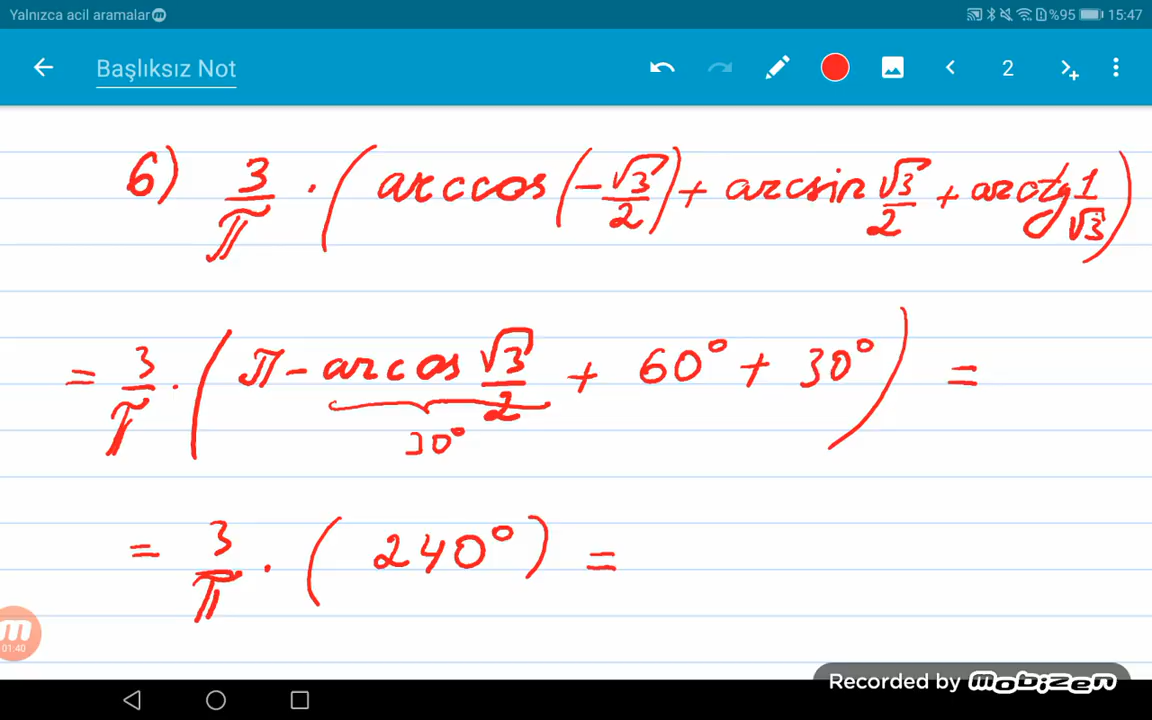 Yalnızca acil aramalar %95 15:47
Başlıksız Not 2
6) 3/π · (arccos(-√3/2) + arcsin √3/2 + arctg 1/√3)
= 3/π · (π - arccos √3/2 + 60° + 30°) =
30°
= 3/π · (240°) =
01:40
Recorded by mobizen